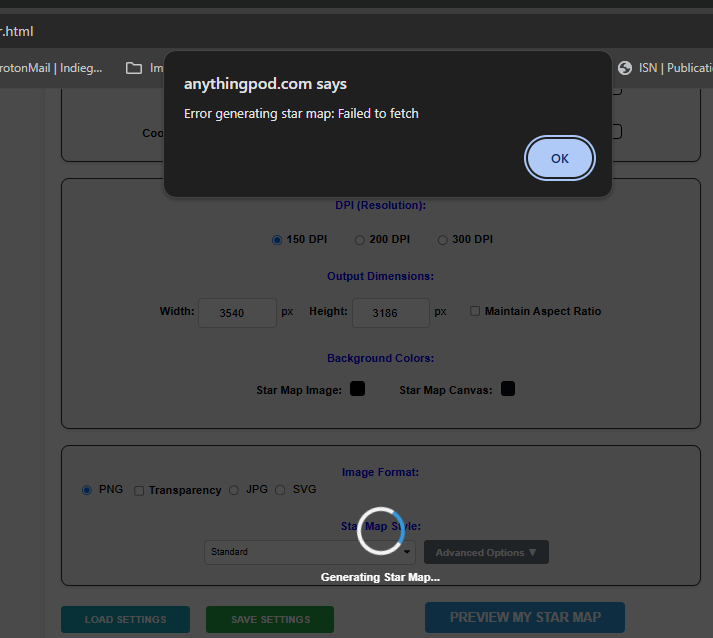 r.html
rotonMail | Indieg...
Im
ISN | Publicati
anythingpod.com says
Error generating star map: Failed to fetch
OK
Coo
DPI (Resolution):
150 DPI 200 DPI 300 DPI
Output Dimensions:
Width: 3540 px Height: 3186 px Maintain Aspect Ratio
Background Colors:
Star Map Image: Star Map Canvas:
Image Format:
PNG Transparency JPG SVG
Star Map Style:
Standard Advanced Options ▼
Generating Star Map...
LOAD SETTINGS SAVE SETTINGS PREVIEW MY STAR MAP